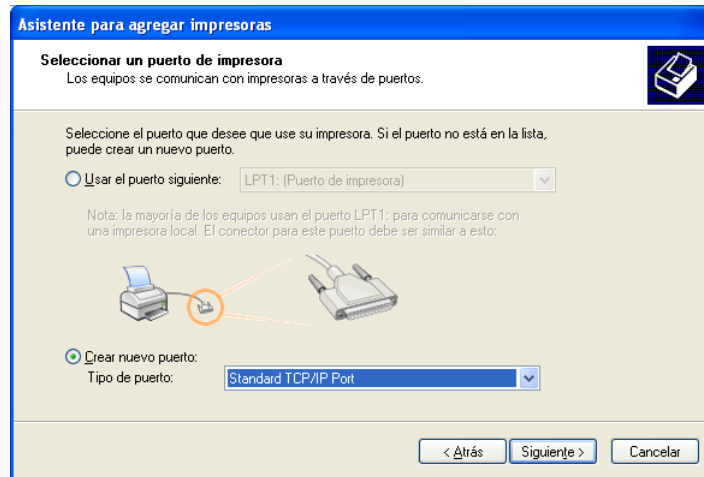 Asistente para agregar impresoras
Seleccionar un puerto de impresora
Los equipos se comunican con impresoras a través de puertos.
Seleccione el puerto que desee que use su impresora. Si el puerto no está en la lista,
puede crear un nuevo puerto.
Usar el puerto siguiente: LPT1: (Puerto de impresora)
Nota: la mayoría de los equipos usan el puerto LPT1: para comunicarse con
una impresora local. El conector para este puerto debe ser similar a esto:
Crear nuevo puerto:
Tipo de puerto: Standard TCP/IP Port
< Atrás Siguiente > Cancelar